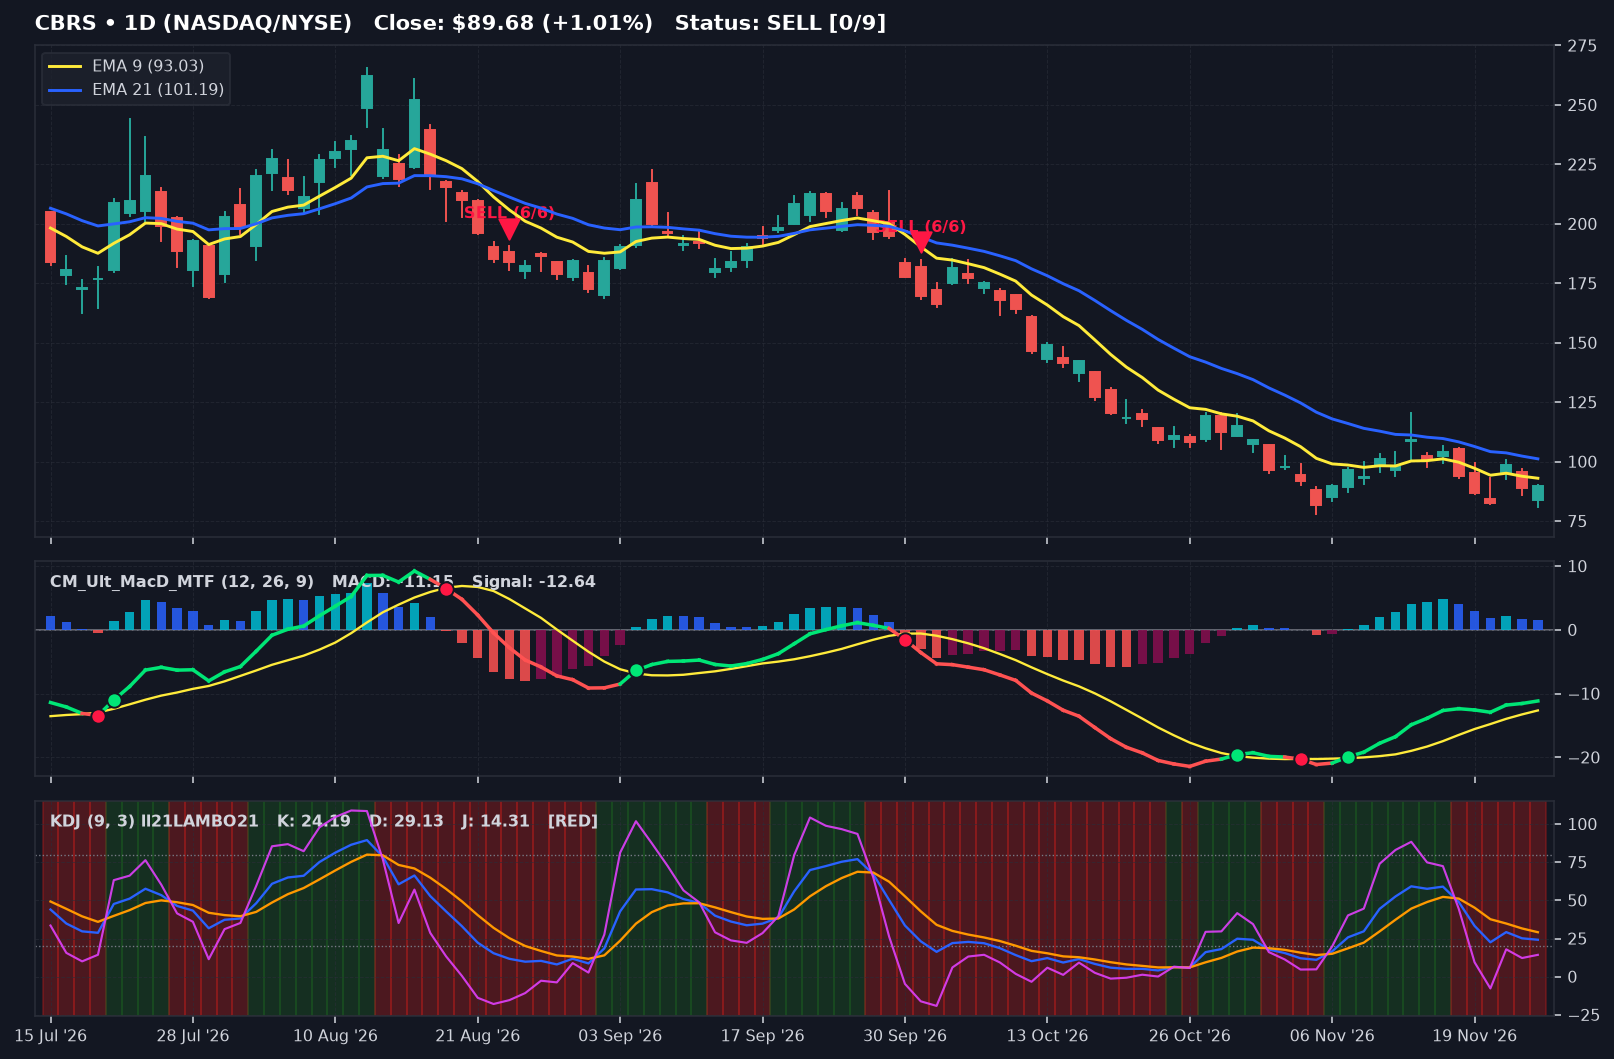 CBRS • 1D (NASDAQ/NYSE)   Close: $89.68 (+1.01%)   Status: SELL [0/9]
EMA 9 (93.03)
EMA 21 (101.19)
SELL (6/6)
SELL (6/6)
275
250
225
200
175
150
125
100
75
CM_Ult_MacD_MTF (12, 26, 9)   MACD: -11.15   Signal: -12.64
10
0
−10
−20
KDJ (9, 3) II21LAMBO21   K: 24.19   D: 29.13   J: 14.31   [RED]
100
75
50
25
0
−25
15 Jul '26
28 Jul '26
10 Aug '26
21 Aug '26
03 Sep '26
17 Sep '26
30 Sep '26
13 Oct '26
26 Oct '26
06 Nov '26
19 Nov '26